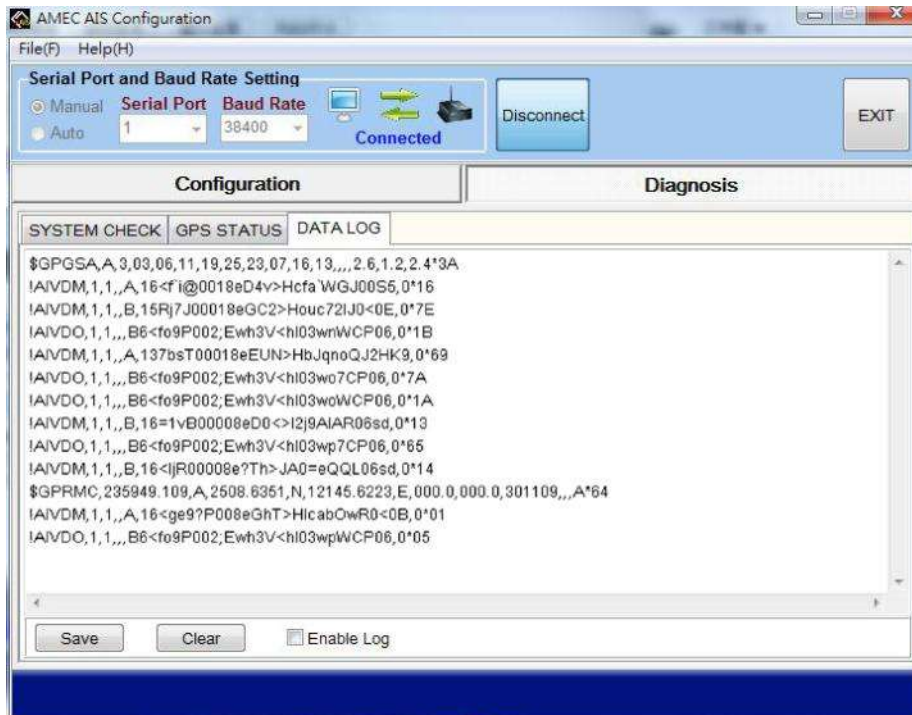 AMEC AIS Configuration
File(F) Help(H)
Serial Port and Baud Rate Setting
Manual Serial Port Baud Rate
Auto 1 38400
Connected
Disconnect
EXIT
Configuration Diagnosis
SYSTEM CHECK GPS STATUS DATA LOG
$GPGSA,A,3,03,06,11,19,25,23,07,16,13,,,,2.6,1.2,2.4*3A
!AIVDM,1,1,,A,16<f`i@0018eD4v>Hcfa`WGJ00S5,0*16
!AIVDM,1,1,,B,15Rj7J00018eGC2>Houc72IJ0<0E,0*7E
!AIVDO,1,1,,,B6<fo9P002;Ewh3V<hI03wnWCP06,0*1B
!AIVDM,1,1,,A,137bsT00018eEUN>HbJqnoQJ2HK9,0*69
!AIVDO,1,1,,,B6<fo9P002;Ewh3V<hI03wo7CP06,0*7A
!AIVDO,1,1,,,B6<fo9P002;Ewh3V<hI03woWCP06,0*1A
!AIVDM,1,1,,B,16=1vB00008eD0<>I2j9AIAR06sd,0*13
!AIVDO,1,1,,,B6<fo9P002;Ewh3V<hI03wp7CP06,0*65
!AIVDM,1,1,,B,16<ljR00008e?Th>JA0=eQQL06sd,0*14
$GPRMC,235949.109,A,2508.6351,N,12145.6223,E,000.0,000.0,301109,,,A*64
!AIVDM,1,1,,A,16<ge9?P008eGhT>HlcabOwR0<0B,0*01
!AIVDO,1,1,,,B6<fo9P002;Ewh3V<hI03wpWCP06,0*05
Save Clear Enable Log